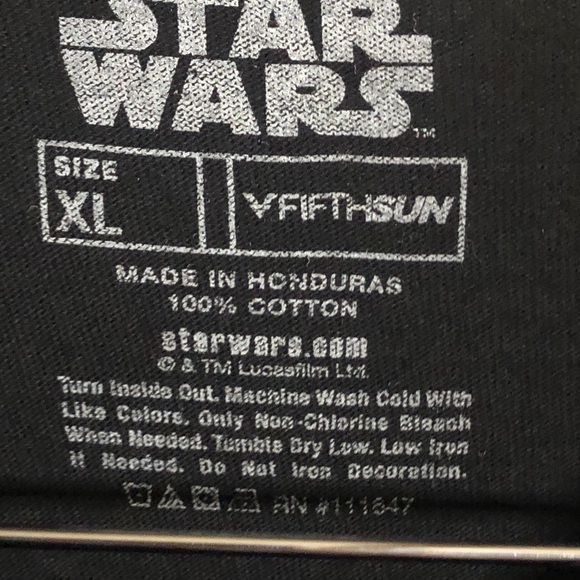 STAR
WARS™
SIZE
XL
FIFTHSUN
MADE IN HONDURAS
100% COTTON
starwars.com
© & TM Lucasfilm Ltd.
Turn Inside Out. Machine Wash Cold With
Like Colors. Only Non-Chlorine Bleach
When Needed. Tumble Dry Low. Low Iron
If Needed. Do Not Iron Decoration.
RN #111647